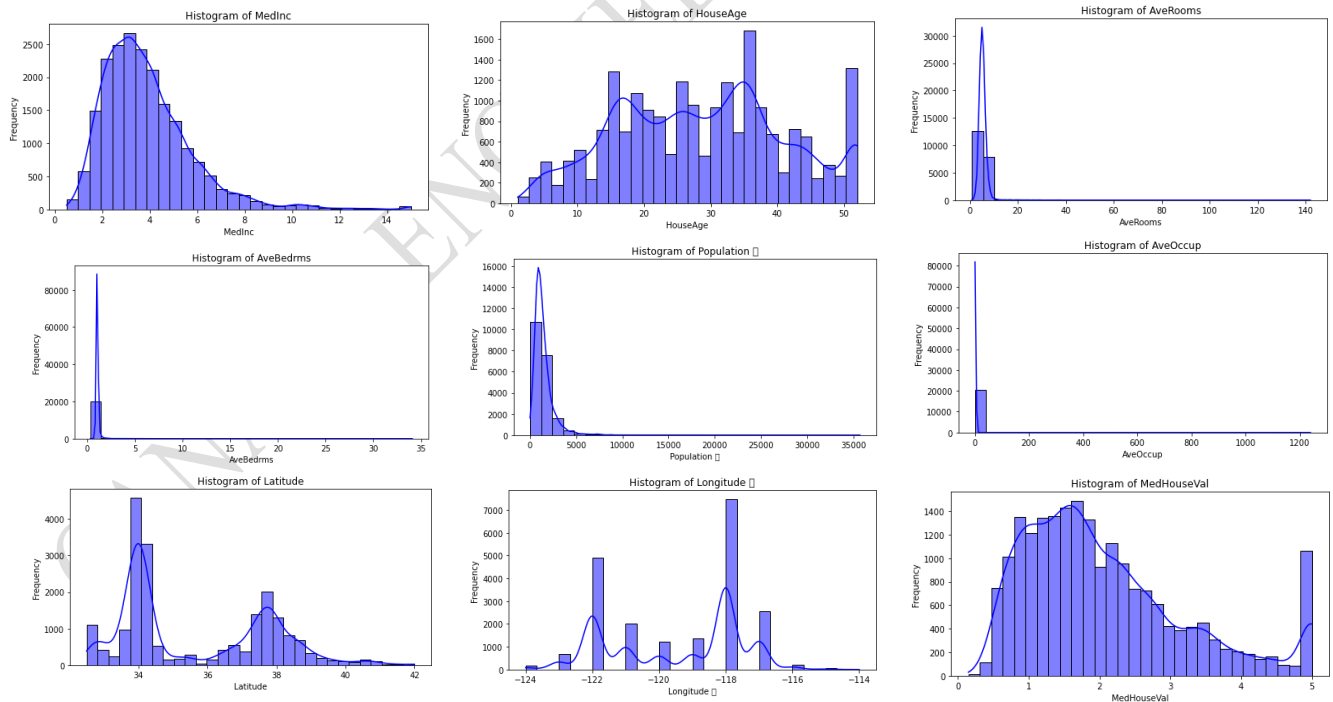 Histogram of MedInc
Frequency
2500
2000
1500
1000
500
0
0 2 4 6 8 10 12 14
MedInc
Histogram of HouseAge
Frequency
1600
1400
1200
1000
800
600
400
200
0
0 10 20 30 40 50
HouseAge
Histogram of AveRooms
Frequency
30000
25000
20000
15000
10000
5000
0
0 20 40 60 80 100 120 140
AveRooms
Histogram of AveBedrms
Frequency
80000
60000
40000
20000
0
0 5 10 15 20 25 30 35
AveBedrms
Histogram of Population
Frequency
16000
14000
12000
10000
8000
6000
4000
2000
0
0 5000 10000 15000 20000 25000 30000 35000
Population
Histogram of AveOccup
Frequency
80000
70000
60000
50000
40000
30000
20000
10000
0
0 200 400 600 800 1000 1200
AveOccup
Histogram of Latitude
Frequency
4000
3000
2000
1000
0
34 36 38 40 42
Latitude
Histogram of Longitude
Frequency
7000
6000
5000
4000
3000
2000
1000
0
−124 −122 −120 −118 −116 −114
Longitude
Histogram of MedHouseVal
Frequency
1400
1200
1000
800
600
400
200
0
0 1 2 3 4 5
MedHouseVal